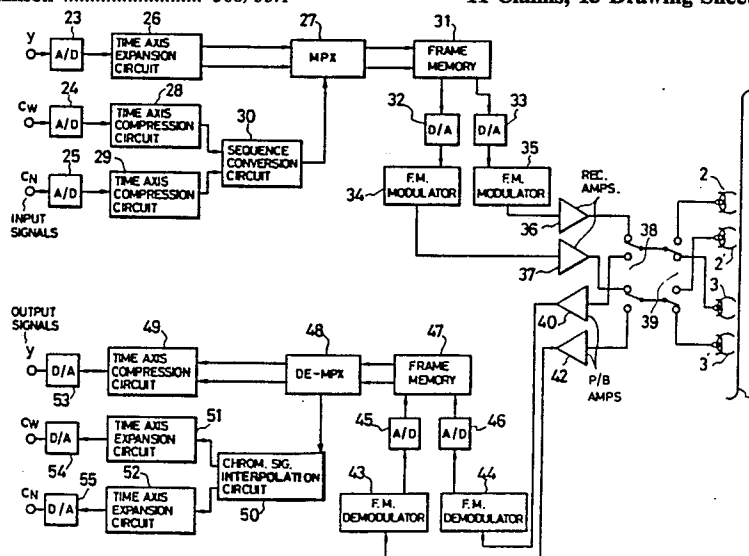 11 Claims, 10 Drawing Sheet
y
23
A/D
26
TIME AXIS
EXPANSION
CIRCUIT
27
MPX
31
FRAME
MEMORY
CW
24
A/D
28
TIME AXIS
COMPRESSION
CIRCUIT
30
SEQUENCE
CONVERSION
CIRCUIT
32
D/A
33
D/A
CN
25
A/D
29
TIME AXIS
COMPRESSION
CIRCUIT
INPUT
SIGNALS
34
F.M.
MODULATOR
35
F.M.
MODULATOR
REC.
AMPS.
36
37
38
39
40
42
P/B
AMPS
2
2'
3
3'
OUTPUT
SIGNALS
y
D/A
53
49
TIME AXIS
COMPRESSION
CIRCUIT
48
DE-MPX
47
FRAME
MEMORY
CW
D/A
54
51
TIME AXIS
EXPANSION
CIRCUIT
45
A/D
46
A/D
CHROM. SIG.
INTERPOLATION
CIRCUIT
50
CN
55
D/A
52
TIME AXIS
EXPANSION
CIRCUIT
43
F.M.
DEMODULATOR
44
F.M.
DEMODULATOR